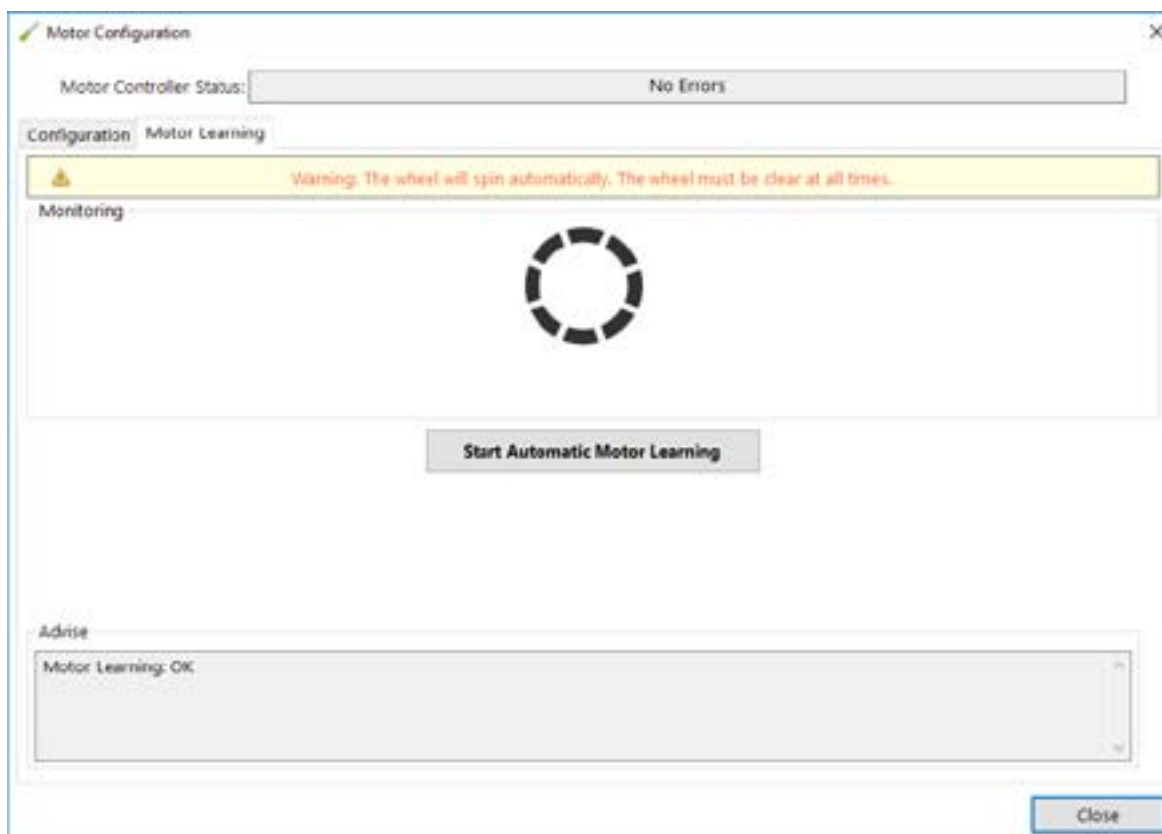 Motor Configuration
Motor Controller Status: No Errors
Configuration Motor Learning
Warning: The wheel will spin automatically. The wheel must be clear at all times.
Monitoring
Start Automatic Motor Learning
Advise
Motor Learning: OK
Close